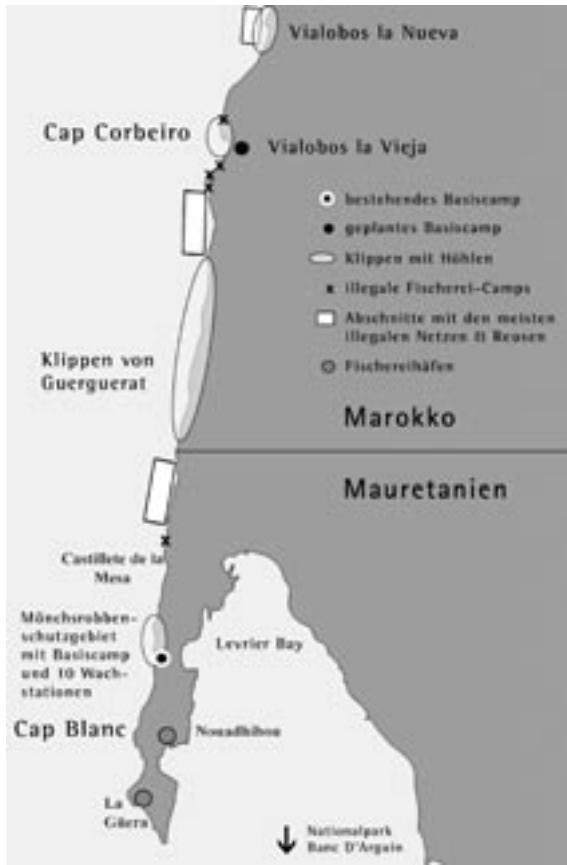 Vialobos la Nueva
Cap Corbeiro
Vialobos la Vieja
bestehendes Basiscamp
geplantes Basiscamp
Klippen mit Höhlen
illegale Fischerei-Camps
Abschnitte mit den meisten
illegalen Netzen & Reusen
Fischereihäfen
Klippen von
Guerguerat
Marokko
Mauretanien
Castillete de la
Mesa
Mönchsrobben-
schutzgebiet
mit Basiscamp
und 10 Wach-
stationen
Levrier Bay
Cap Blanc
Nouadhibou
La
Güera
Nationalpark
Banc D'Arguin